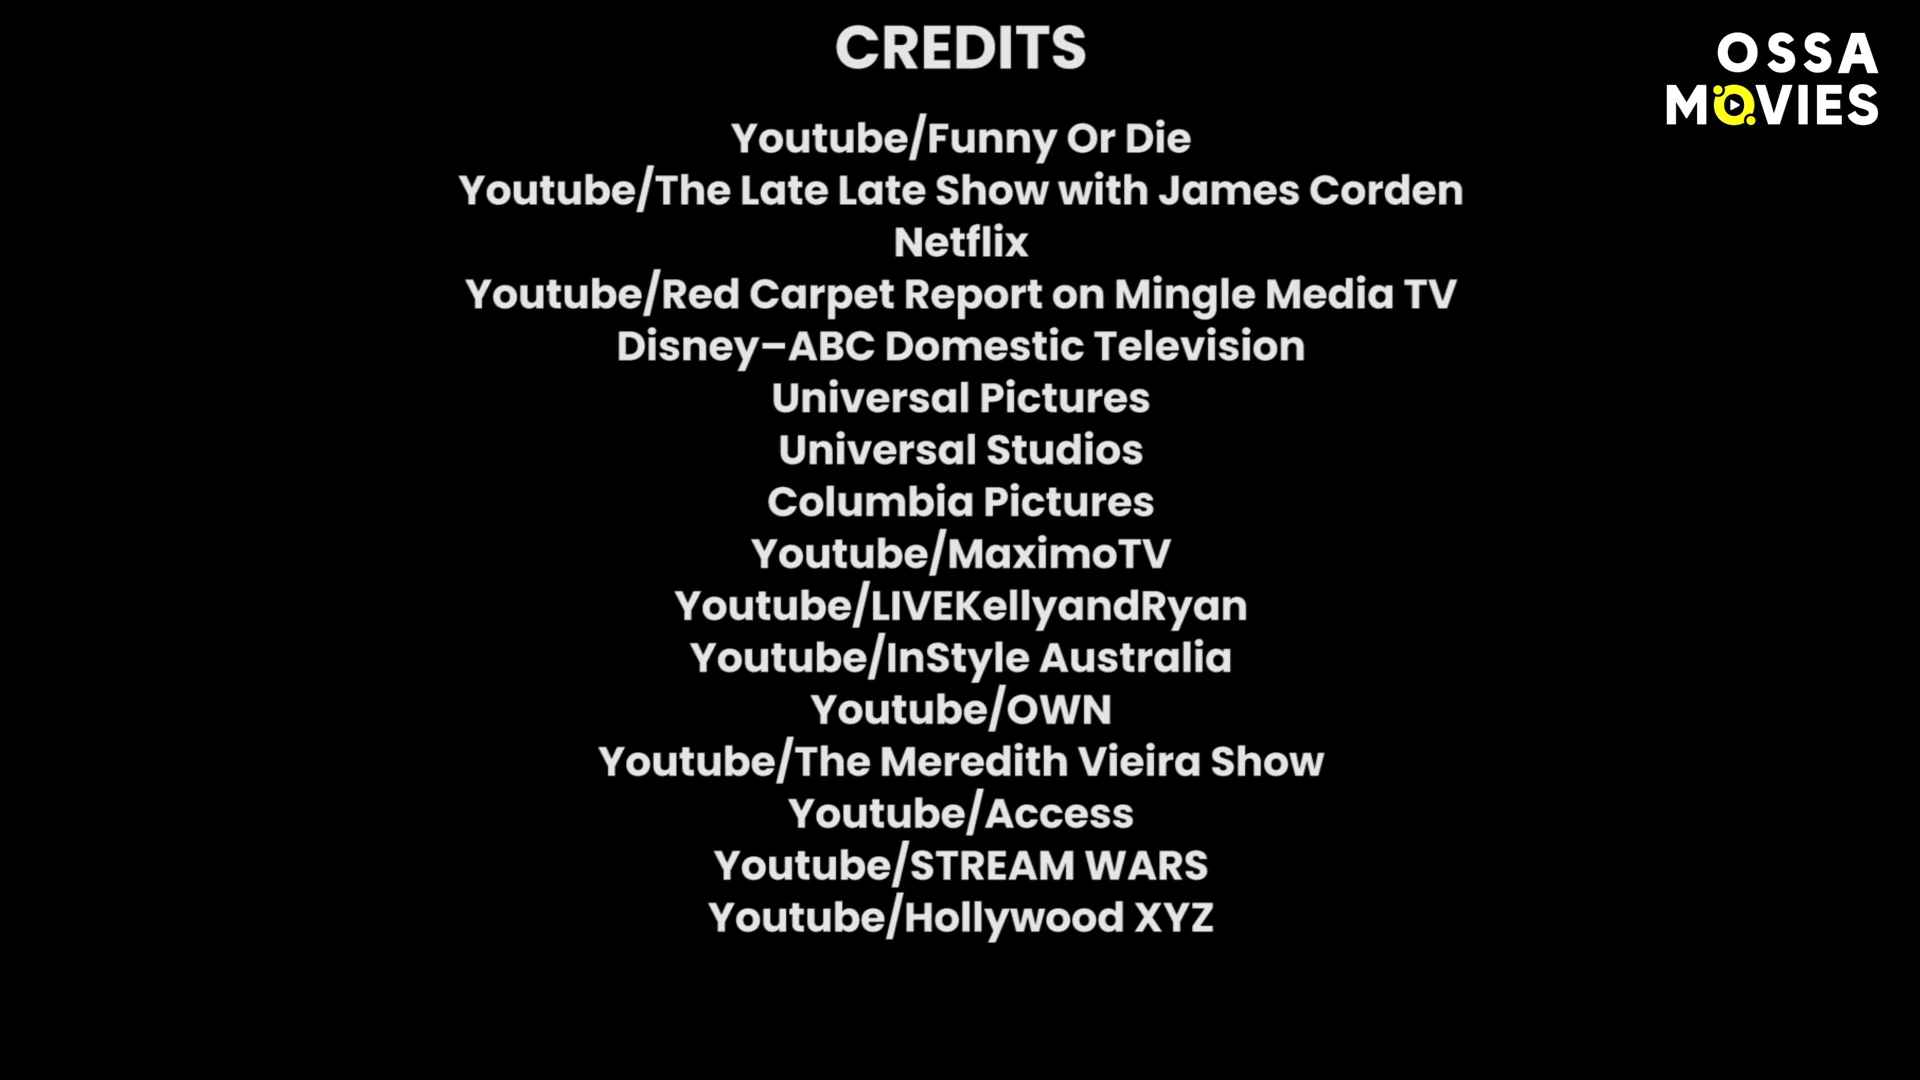 CREDITS
OSSA
MOVIES
Youtube/Funny Or Die
Youtube/The Late Late Show with James Corden
Netflix
Youtube/Red Carpet Report on Mingle Media TV
Disney–ABC Domestic Television
Universal Pictures
Universal Studios
Columbia Pictures
Youtube/MaximoTV
Youtube/LIVEKellyandRyan
Youtube/InStyle Australia
Youtube/OWN
Youtube/The Meredith Vieira Show
Youtube/Access
Youtube/STREAM WARS
Youtube/Hollywood XYZ